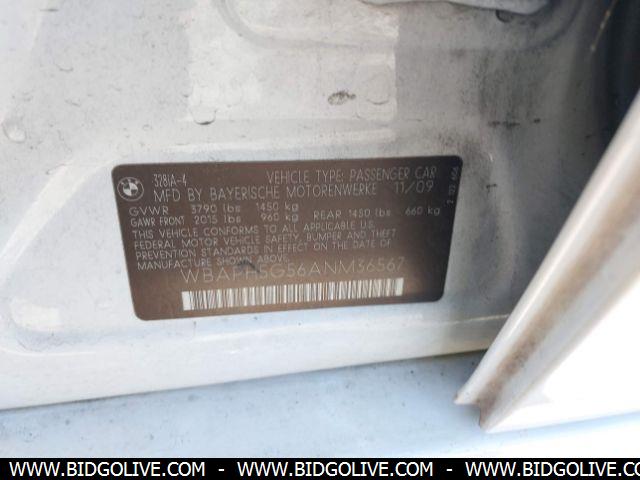 BMW
328IA-4 VEHICLE TYPE: PASSENGER CAR
MFD BY BAYERISCHE MOTORENWERKE 11/09
GVWR 3790 lbs 1450 kg
GAWR FRONT 2015 lbs 960 kg REAR 1450 lbs 660 kg
THIS VEHICLE CONFORMS TO ALL APPLICABLE U.S.
FEDERAL MOTOR VEHICLE SAFETY, BUMPER, AND THEFT
PREVENTION STANDARDS IN EFFECT ON THE DATE OF
MANUFACTURE SHOWN ABOVE.
WWW.BIDGOLIVE.COM - WWW.BIDGOLIVE.COM - WWW.BIDGOLIVE.COM